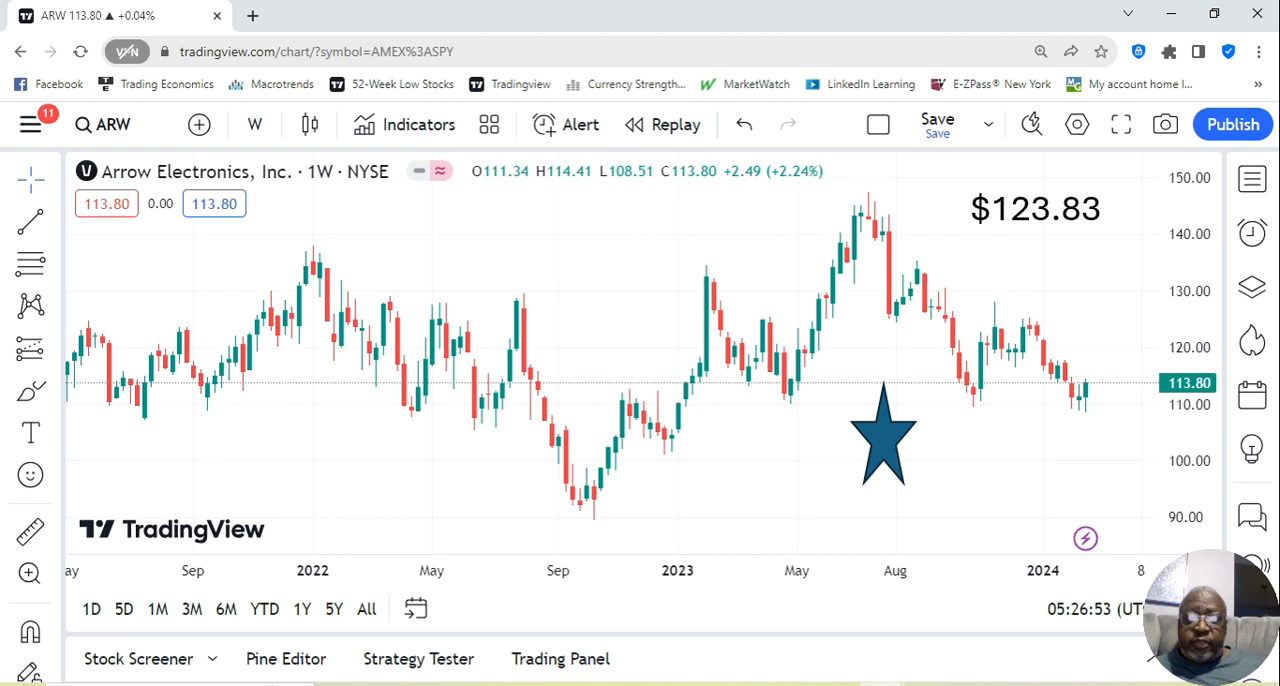 ARW 113.80 ▲ +0.04%
VPN
tradingview.com/chart/?symbol=AMEX%3ASPY
Facebook Trading Economics Macrotrends 52-Week Low Stocks Tradingview Currency Strength... MarketWatch LinkedIn Learning E-ZPass® New York My account home l... »
11
ARW W Indicators Alert Replay Save Publish
Save
Arrow Electronics, Inc. · 1W · NYSE O111.34 H114.41 L108.51 C113.80 +2.49 (+2.24%)
113.80 0.00 113.80
$123.83
150.00
140.00
130.00
120.00
113.80
110.00
100.00
90.00
TradingView
ay Sep 2022 May Sep 2023 May Aug 2024 8
1D 5D 1M 3M 6M YTD 1Y 5Y All 05:26:53 (UT
Stock Screener Pine Editor Strategy Tester Trading Panel